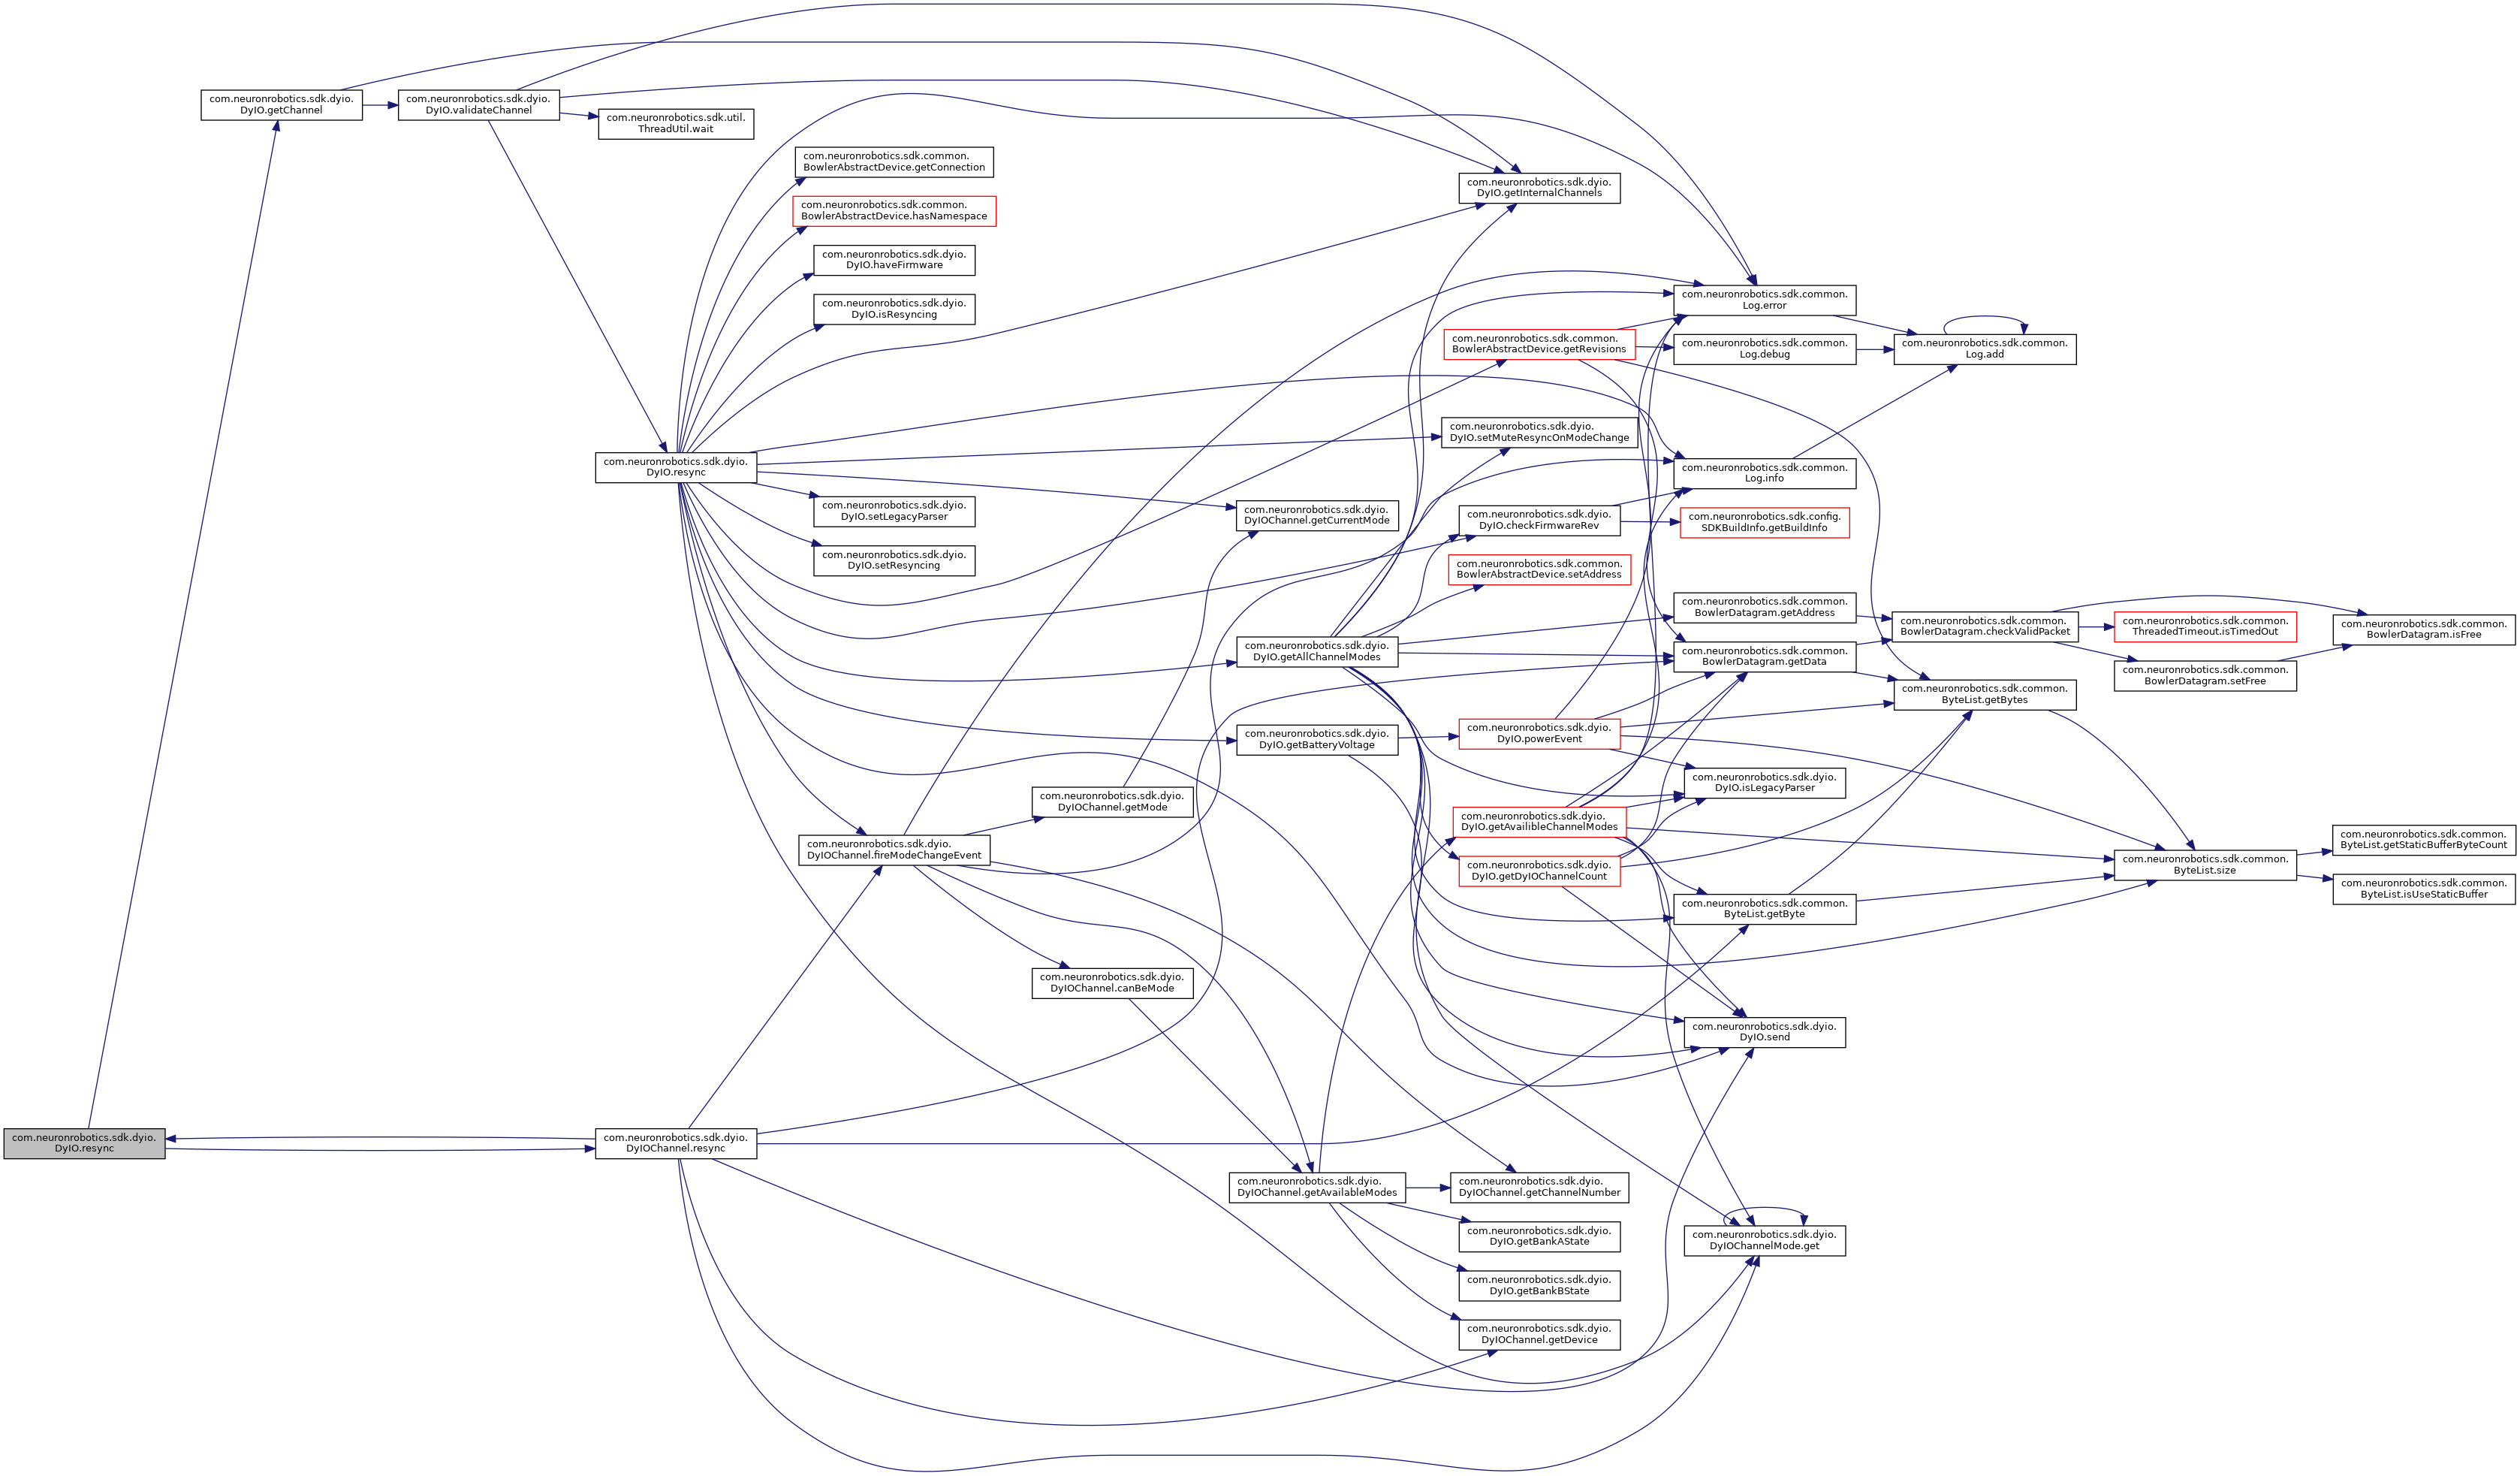 com.neuronrobotics.sdk.dyio.
DyIO.resync
com.neuronrobotics.sdk.dyio.
DyIO.getChannel
com.neuronrobotics.sdk.dyio.
DyIO.validateChannel
com.neuronrobotics.sdk.util.
ThreadUtil.wait
com.neuronrobotics.sdk.common.
BowlerAbstractDevice.getConnection
com.neuronrobotics.sdk.common.
BowlerAbstractDevice.hasNamespace
com.neuronrobotics.sdk.dyio.
DyIO.haveFirmware
com.neuronrobotics.sdk.dyio.
DyIO.isResyncing
com.neuronrobotics.sdk.dyio.
DyIO.resync
com.neuronrobotics.sdk.dyio.
DyIO.setLegacyParser
com.neuronrobotics.sdk.dyio.
DyIO.setResyncing
com.neuronrobotics.sdk.dyio.
DyIOChannel.fireModeChangeEvent
com.neuronrobotics.sdk.dyio.
DyIOChannel.resync
com.neuronrobotics.sdk.dyio.
DyIOChannel.getMode
com.neuronrobotics.sdk.dyio.
DyIOChannel.canBeMode
com.neuronrobotics.sdk.dyio.
DyIOChannel.getCurrentMode
com.neuronrobotics.sdk.dyio.
DyIO.getAllChannelModes
com.neuronrobotics.sdk.dyio.
DyIO.getBatteryVoltage
com.neuronrobotics.sdk.dyio.
DyIOChannel.getAvailableModes
com.neuronrobotics.sdk.dyio.
DyIO.getInternalChannels
com.neuronrobotics.sdk.common.
BowlerAbstractDevice.getRevisions
com.neuronrobotics.sdk.dyio.
DyIO.setMuteResyncOnModeChange
com.neuronrobotics.sdk.dyio.
DyIO.checkFirmwareRev
com.neuronrobotics.sdk.common.
BowlerAbstractDevice.setAddress
com.neuronrobotics.sdk.dyio.
DyIO.powerEvent
com.neuronrobotics.sdk.dyio.
DyIO.getAvailibleChannelModes
com.neuronrobotics.sdk.dyio.
DyIO.getDyIOChannelCount
com.neuronrobotics.sdk.dyio.
DyIOChannel.getChannelNumber
com.neuronrobotics.sdk.dyio.
DyIO.getBankAState
com.neuronrobotics.sdk.dyio.
DyIO.getBankBState
com.neuronrobotics.sdk.dyio.
DyIOChannel.getDevice
com.neuronrobotics.sdk.common.
Log.error
com.neuronrobotics.sdk.common.
Log.debug
com.neuronrobotics.sdk.common.
Log.info
com.neuronrobotics.sdk.config.
SDKBuildInfo.getBuildInfo
com.neuronrobotics.sdk.common.
BowlerDatagram.getAddress
com.neuronrobotics.sdk.common.
BowlerDatagram.getData
com.neuronrobotics.sdk.dyio.
DyIO.isLegacyParser
com.neuronrobotics.sdk.common.
ByteList.getByte
com.neuronrobotics.sdk.dyio.
DyIO.send
com.neuronrobotics.sdk.dyio.
DyIOChannelMode.get
com.neuronrobotics.sdk.common.
Log.add
com.neuronrobotics.sdk.common.
BowlerDatagram.checkValidPacket
com.neuronrobotics.sdk.common.
ByteList.getBytes
com.neuronrobotics.sdk.common.
ThreadedTimeout.isTimedOut
com.neuronrobotics.sdk.common.
BowlerDatagram.setFree
com.neuronrobotics.sdk.common.
ByteList.size
com.neuronrobotics.sdk.common.
BowlerDatagram.isFree
com.neuronrobotics.sdk.common.
ByteList.getStaticBufferByteCount
com.neuronrobotics.sdk.common.
ByteList.isUseStaticBuffer